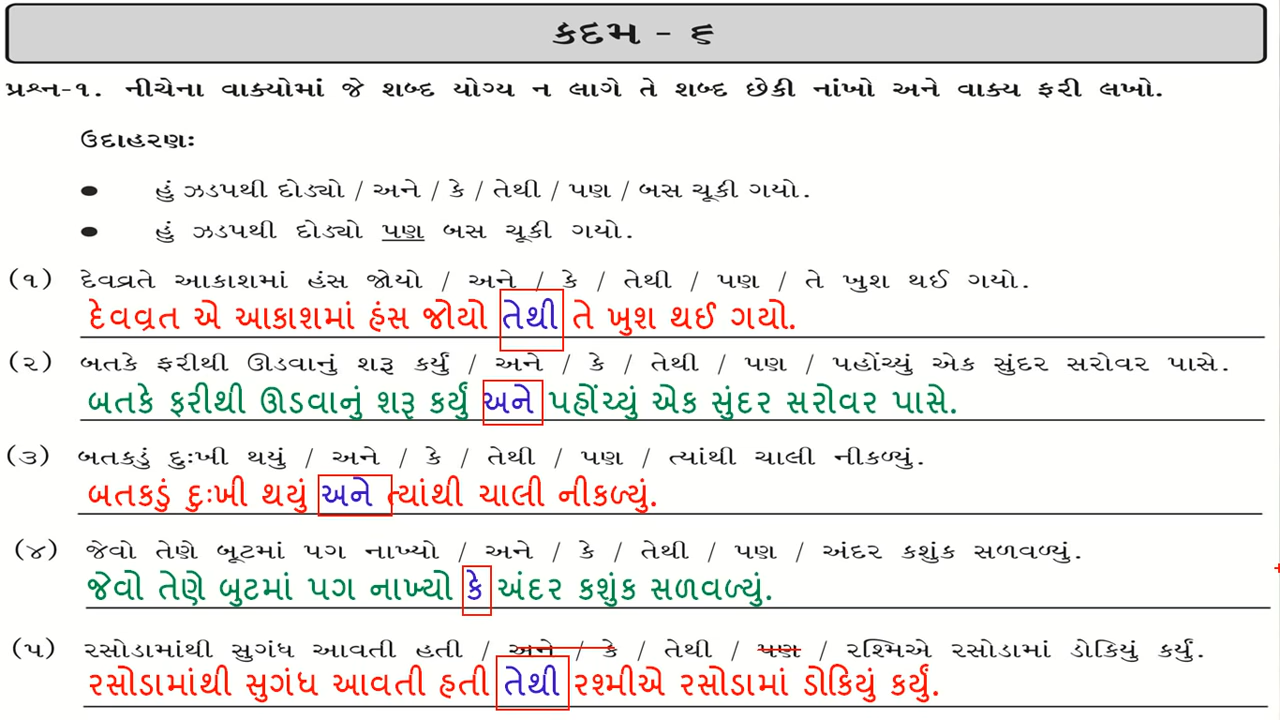 કદમ - ૬
પ્રશ્ન-૧. નીચેના વાક્યોમાં જે શબ્દ યોગ્ય ન લાગે તે શબ્દ છેકી નાંખો અને વાક્ય ફરી લખો.
ઉદાહરણઃ
● હું ઝડપથી દોડ્યો / અને / કે / તેથી / પણ / બસ ચૂકી ગયો.
● હું ઝડપથી દોડ્યો પણ બસ ચૂકી ગયો.
(૧) દેવવ્રતે આકાશમાં હંસ જોયો / અને / કે / તેથી / પણ / તે ખુશ થઈ ગયો.
દેવવ્રત એ આકાશમાં હંસ જોયો તેથી તે ખુશ થઈ ગયો.
(૨) બતકે ફરીથી ઊડવાનું શરૂ કર્યું / અને / કે / તેથી / પણ / પહોંચ્યું એક સુંદર સરોવર પાસે.
બતકે ફરીથી ઊડવાનું શરૂ કર્યું અને પહોંચ્યું એક સુંદર સરોવર પાસે.
(૩) બતકડું દુઃખી થયું / અને / કે / તેથી / પણ / ત્યાંથી ચાલી નીકળ્યું.
બતકડું દુઃખી થયું અને ત્યાંથી ચાલી નીકળ્યું.
(૪) જેવો તેણે બૂટમાં પગ નાખ્યો / અને / કે / તેથી / પણ / અંદર કશુંક સળવળ્યું.
જેવો તેણે બુટમાં પગ નાખ્યો કે અંદર કશુંક સળવળ્યું.
(૫) રસોડામાંથી સુગંધ આવતી હતી / અને / કે / તેથી / પણ / રશ્મિએ રસોડામાં ડોકિયું કર્યું.
રસોડામાંથી સુગંધ આવતી હતી તેથી રશ્મીએ રસોડામાં ડોકિયું કર્યું.